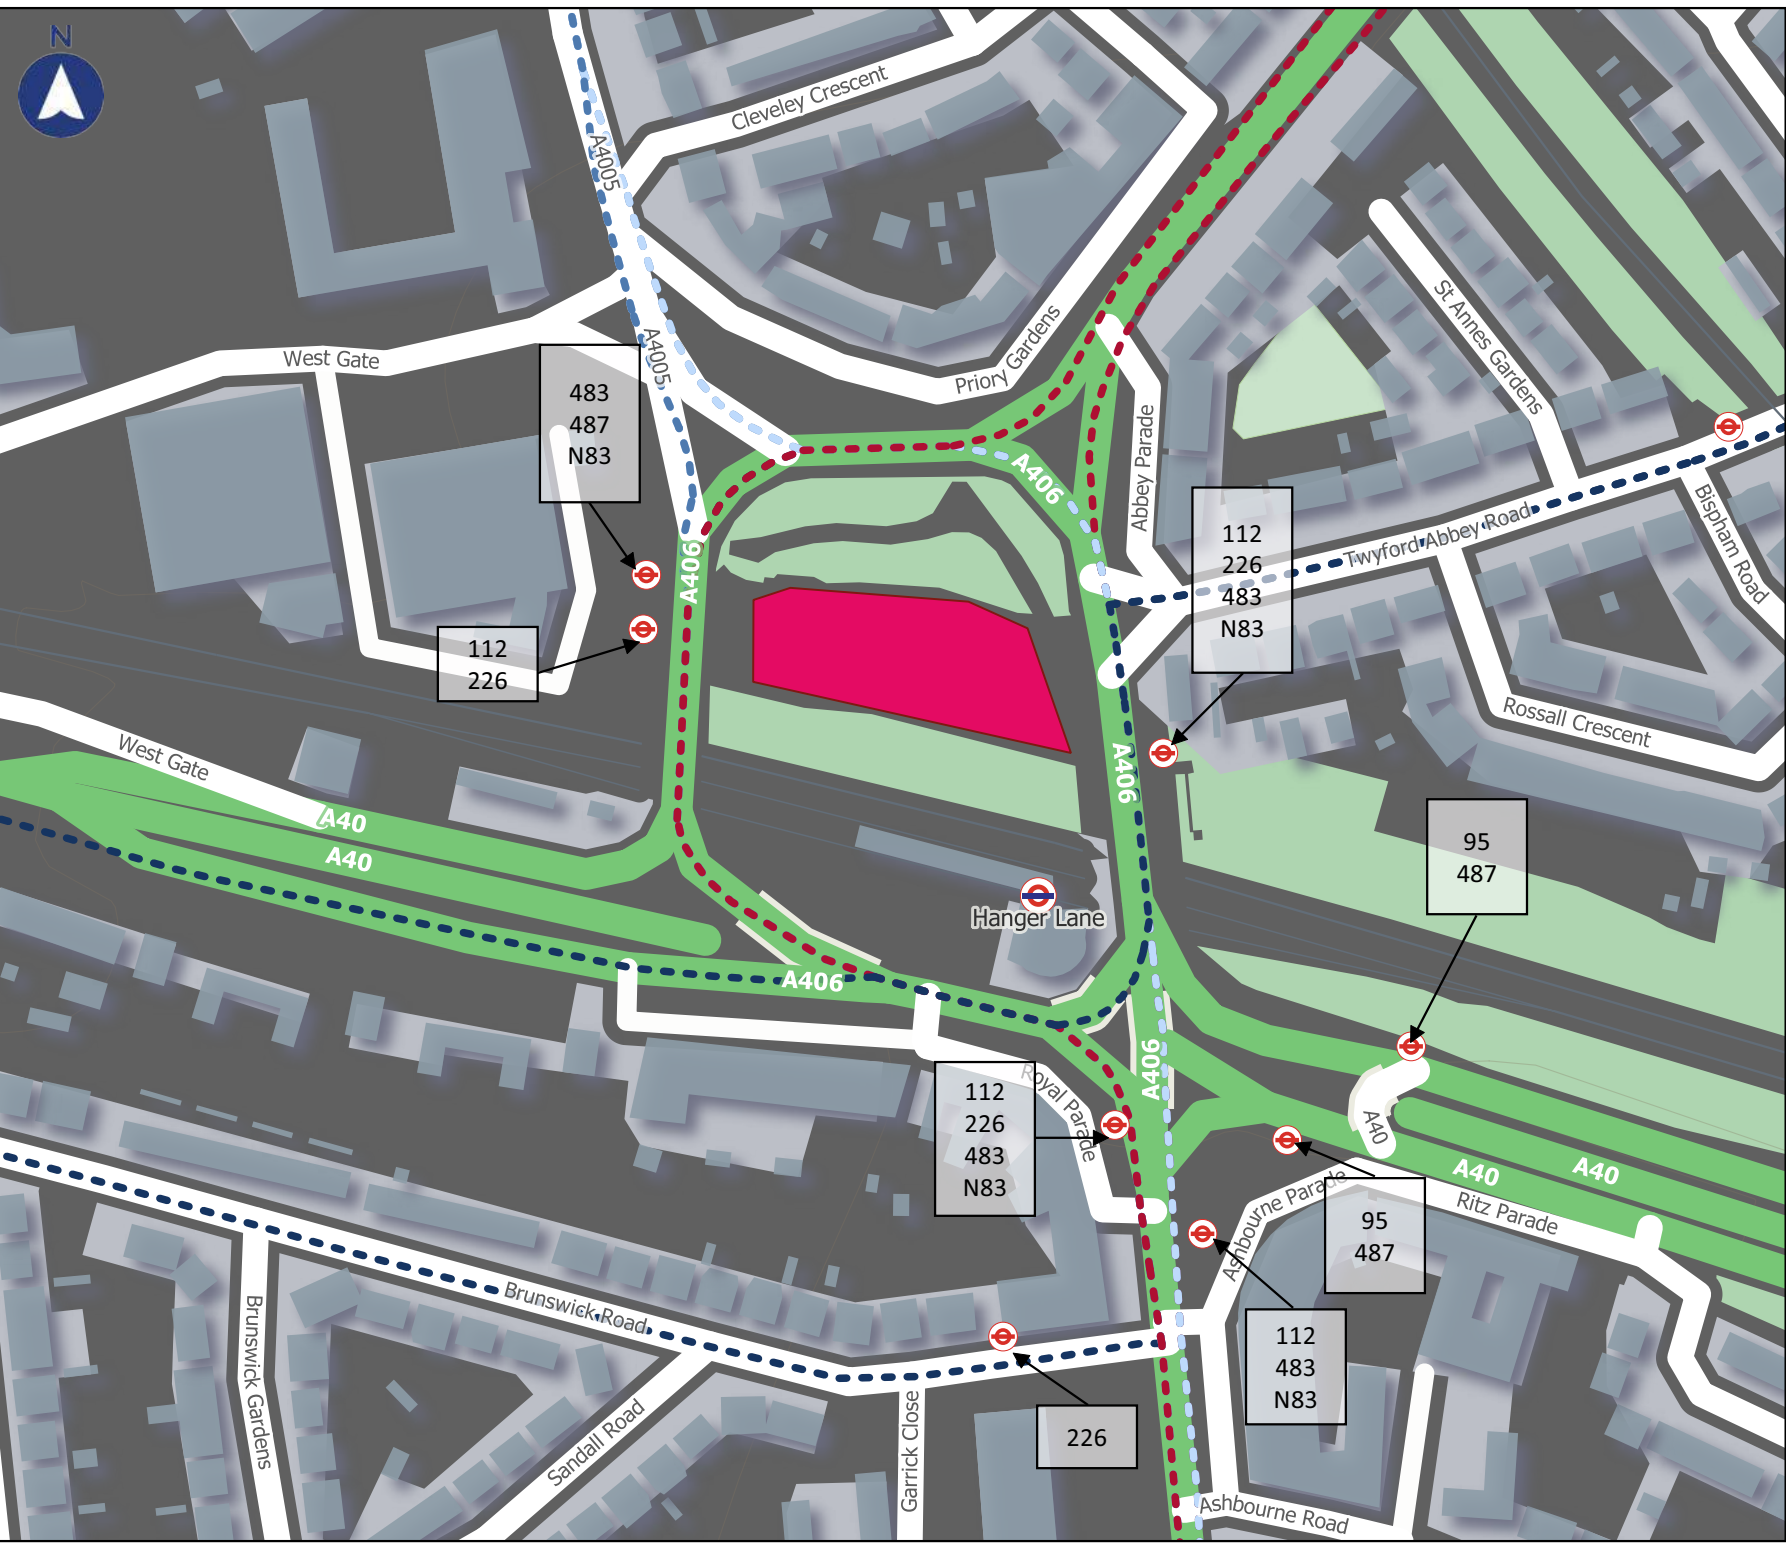 N
Cleveley Crescent
A4005
West Gate
A4005
Priory Gardens
St Annes Gardens
483
487
N83
A406
Abbey Parade
Twyford Abbey Road
Bispham Road
112
226
483
N83
A406
112
226
Rossall Crescent
West Gate
A406
A40
A40
95
487
Hanger Lane
A406
A406
Royal Parade
112
226
483
N83
A40
A40
A40
Ashbourne Parade
Ritz Parade
95
487
Brunswick Road
Brunswick Gardens
112
483
N83
Sandall Road
Garrick Close
226
Ashbourne Road